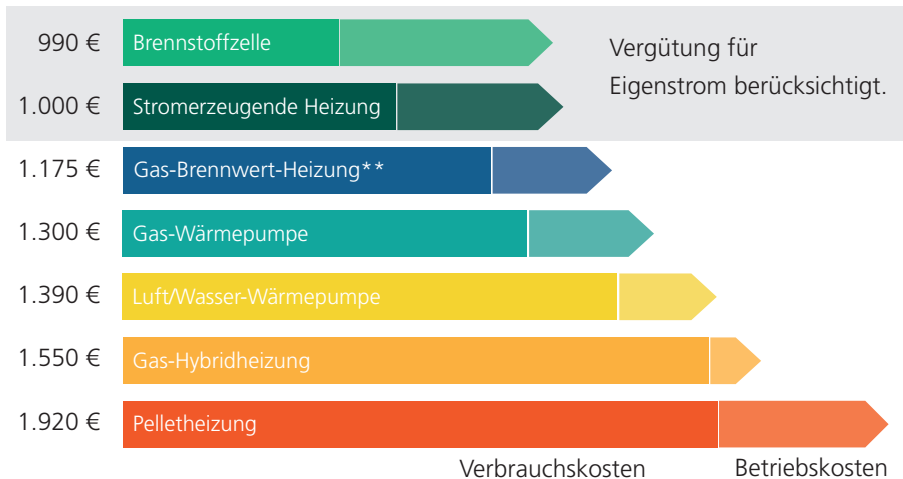 990 € Brennstoffzelle
Vergütung für
Eigenstrom berücksichtigt.
1.000 € Stromerzeugende Heizung
1.175 € Gas-Brennwert-Heizung**
1.300 € Gas-Wärmepumpe
1.390 € Luft/Wasser-Wärmepumpe
1.550 € Gas-Hybridheizung
1.920 € Pelletheizung
Verbrauchskosten Betriebskosten